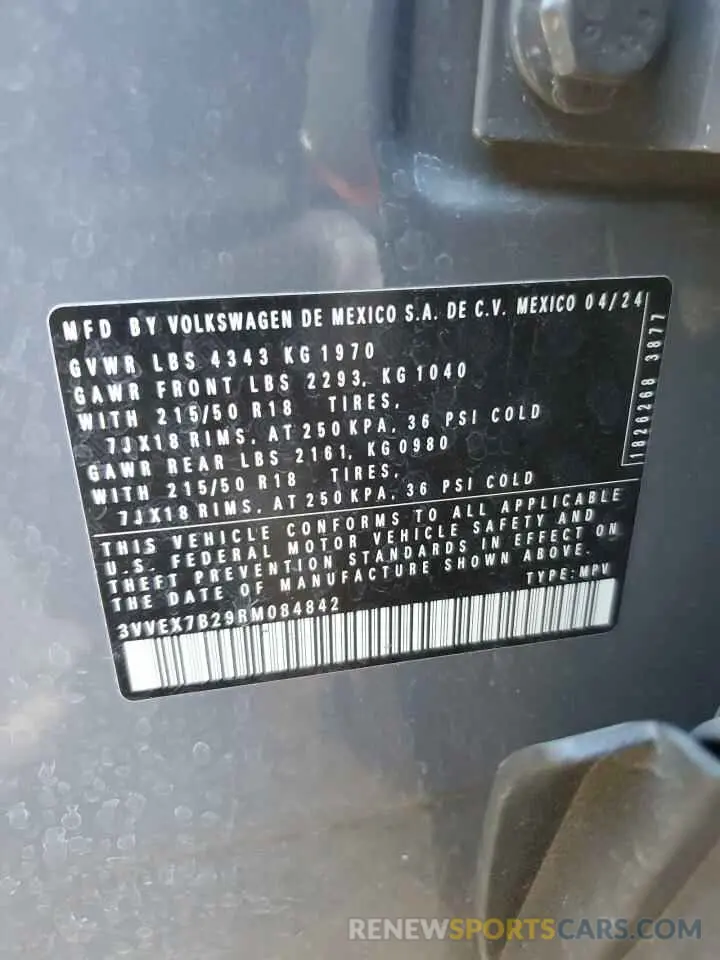 MFD BY VOLKSWAGEN DE MEXICO S.A. DE C.V. MEXICO 04/24
GVWR LBS 4343 KG 1970
GAWR FRONT LBS 2293, KG 1040
WITH 215/50 R18 TIRES,
7JX18 RIMS, AT 250 KPA, 36 PSI COLD
GAWR REAR LBS 2161, KG 0980
WITH 215/50 R18 TIRES,
7JX18 RIMS, AT 250 KPA, 36 PSI COLD
1826268 3877
THIS VEHICLE CONFORMS TO ALL APPLICABLE
U.S. FEDERAL MOTOR VEHICLE SAFETY AND
THEFT PREVENTION STANDARDS IN EFFECT ON
THE DATE OF MANUFACTURE SHOWN ABOVE.
TYPE: MPV
3VVEX7B29RM084842
RENEWSPORTSCARS.COM